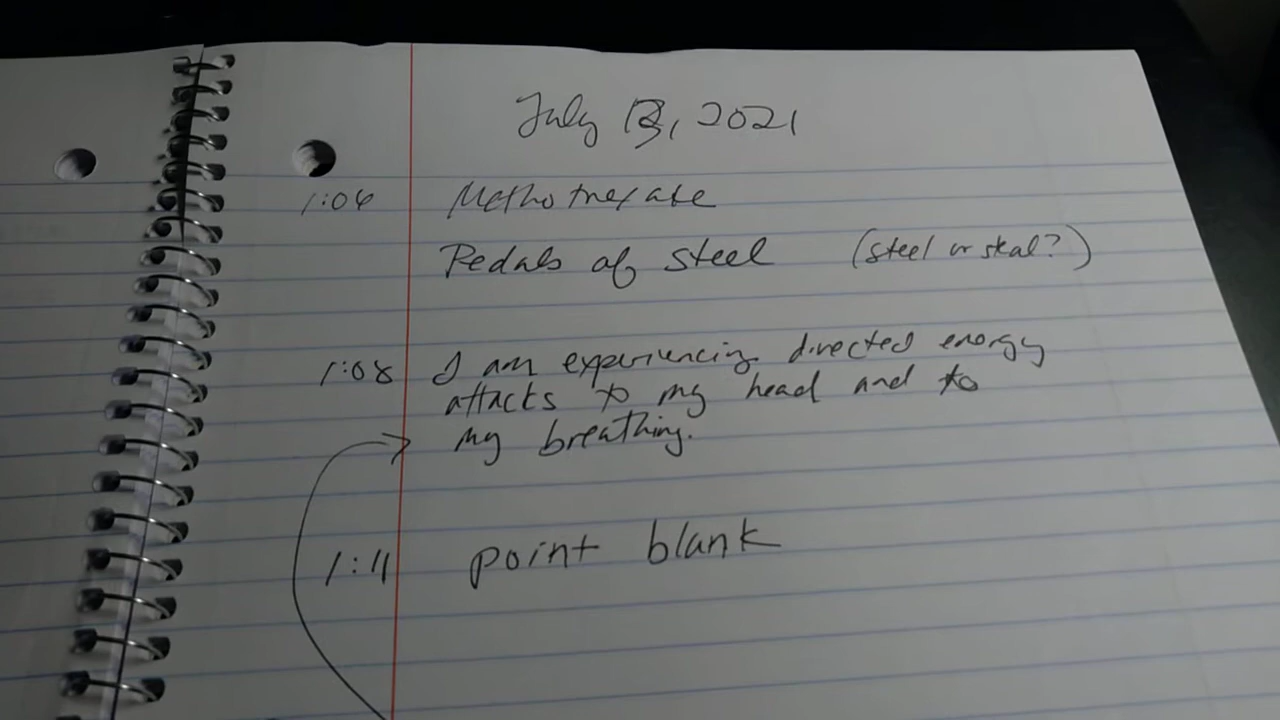 July 13, 2021
1:06 Methotrexate
Pedals of steel (steel or steal?)
1:08 I am experiencing directed energy
attacks to my head and to
my breathing.
1:11 point blank